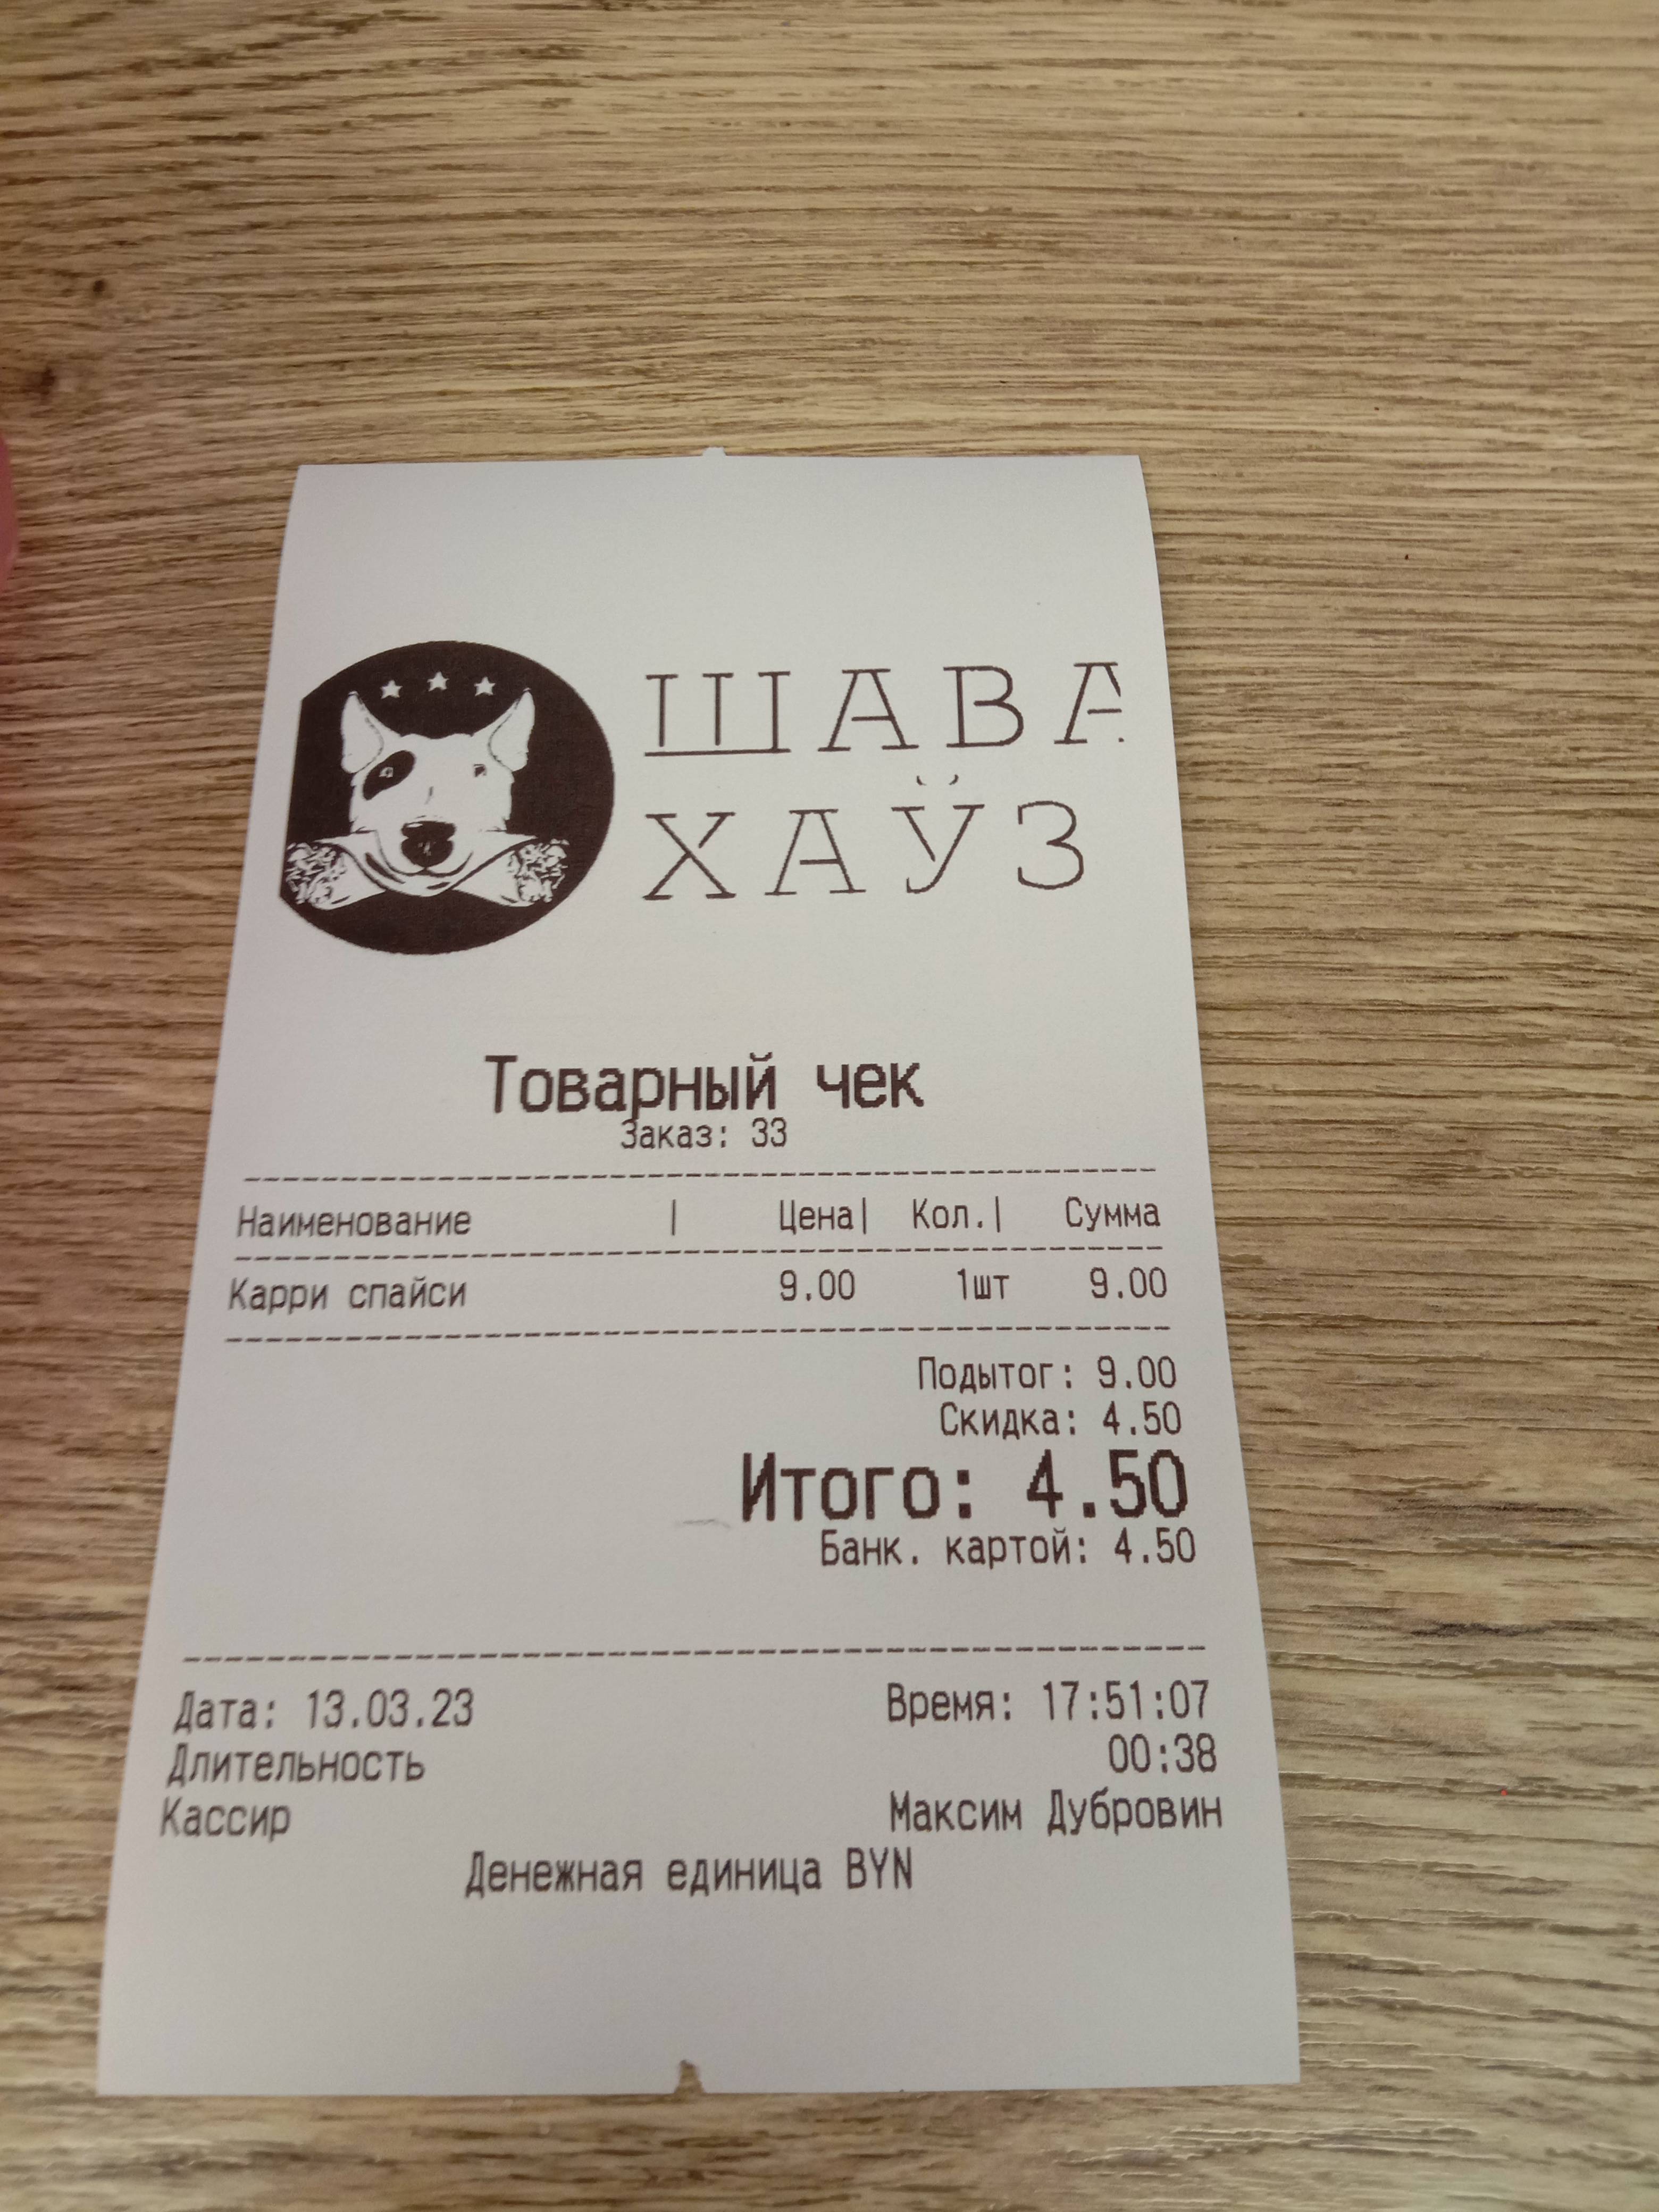 ШАВА
ХАЎЗ
Товарный чек
Заказ: 33
Наименование | Цена| Кол.| Сумма
Карри спайси 9.00 1шт 9.00
Подытог: 9.00
Скидка: 4.50
Итого: 4.50
Банк. картой: 4.50
Дата: 13.03.23 Время: 17:51:07
Длительность 00:38
Кассир Максим Дубровин
Денежная единица BYN